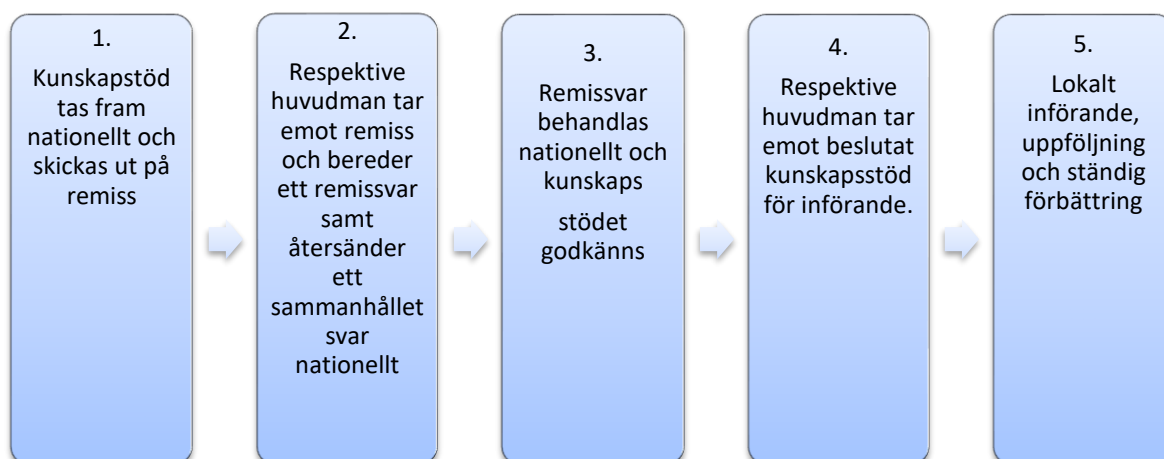 1.
Kunskapstöd
tas fram
nationellt och
skickas ut på
remiss
2.
Respektive
huvudman tar
emot remiss
och bereder
ett remissvar
samt
återsänder
ett
sammanhållet
svar
nationellt
3.
Remissvar
behandlas
nationellt och
kunskaps
stödet
godkänns
4.
Respektive
huvudman tar
emot beslutat
kunskapsstöd
för införande.
5.
Lokalt
införande,
uppföljning
och ständig
förbättring